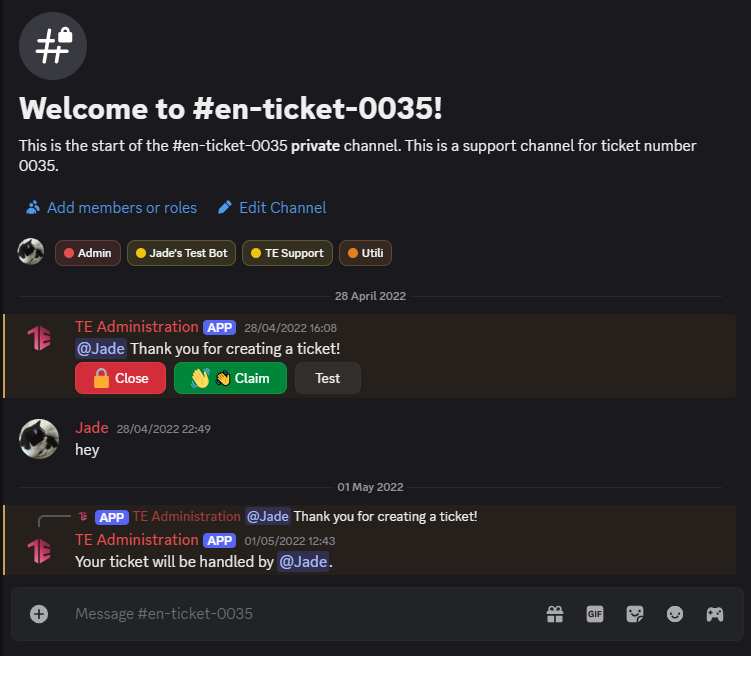 Welcome to #en-ticket-0035!
This is the start of the #en-ticket-0035 private channel. This is a support channel for ticket number
0035.
Add members or roles Edit Channel
Admin Jade's Test Bot TE Support Utili
28 April 2022
TE Administration APP 28/04/2022 16:08
@Jade Thank you for creating a ticket!
Close Claim Test
Jade 28/04/2022 22:49
hey
01 May 2022
TE APP TE Administration @Jade Thank you for creating a ticket!
TE TE Administration APP 01/05/2022 12:43
Your ticket will be handled by @Jade.
Message #en-ticket-0035 GIF